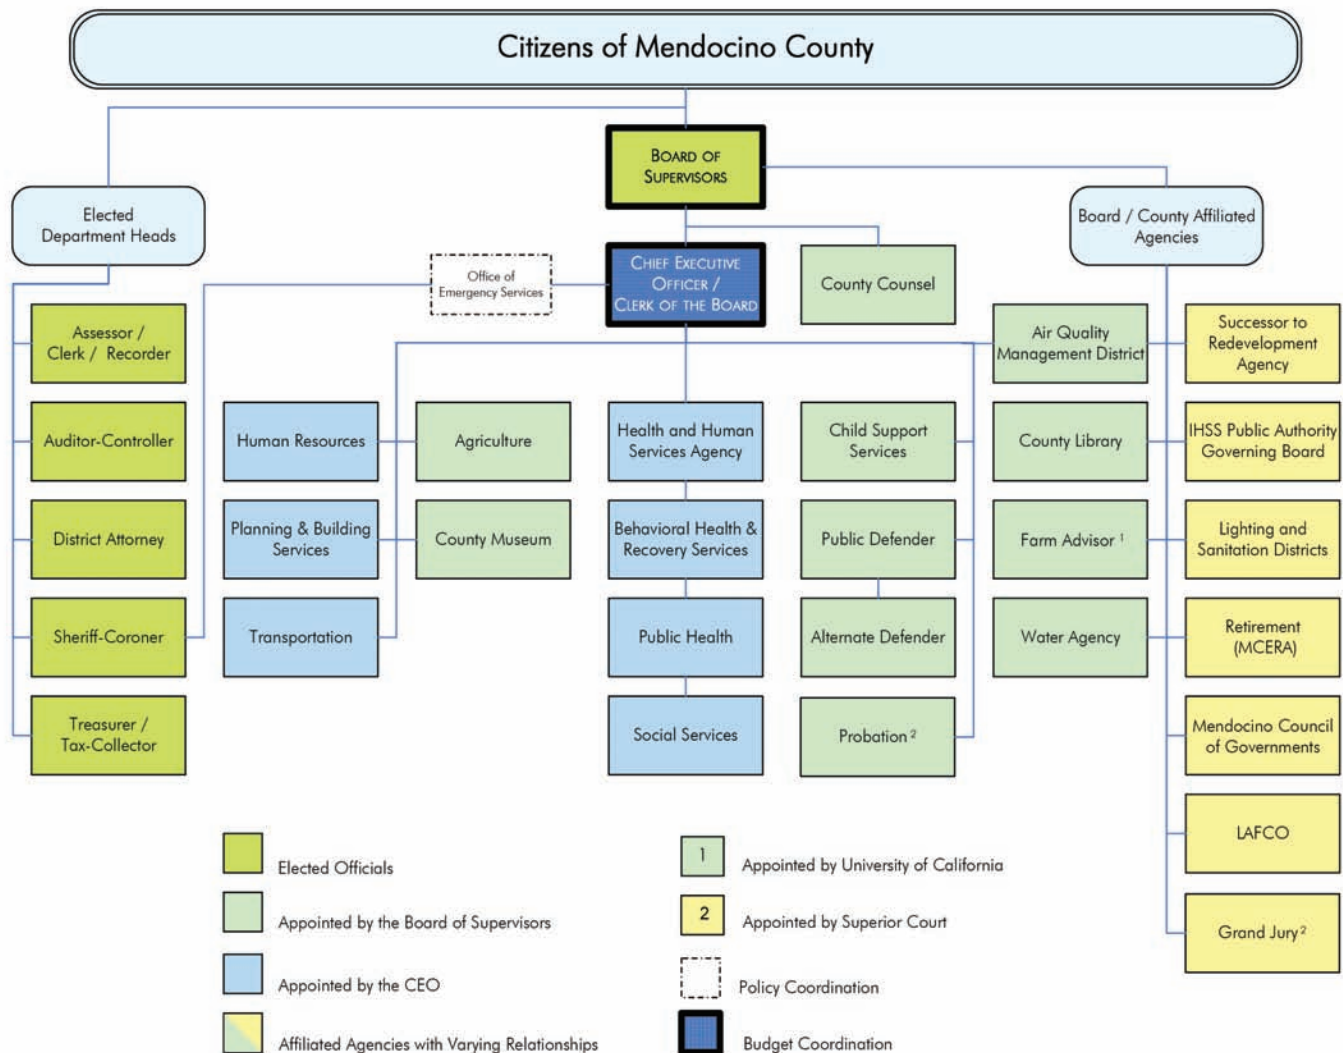 Citizens of Mendocino County
BOARD OF
SUPERVISORS
Elected
Department Heads
Board / County Affiliated
Agencies
Office of
Emergency Services
CHIEF EXECUTIVE
OFFICER /
CLERK OF THE BOARD
County Counsel
Assessor /
Clerk / Recorder
Air Quality
Management District
Successor to
Redevelopment
Agency
Auditor-Controller
Human Resources
Agriculture
Health and Human
Services Agency
Child Support
Services
County Library
IHSS Public Authority
Governing Board
District Attorney
Planning & Building
Services
County Museum
Behavioral Health &
Recovery Services
Public Defender
Farm Advisor 1
Lighting and
Sanitation Districts
Sheriff-Coroner
Transportation
Public Health
Alternate Defender
Water Agency
Retirement
(MCERA)
Treasurer /
Tax-Collector
Social Services
Probation 2
Mendocino Council
of Governments
LAFCO
Grand Jury 2
Elected Officials
Appointed by the Board of Supervisors
Appointed by the CEO
Affiliated Agencies with Varying Relationships
1
Appointed by University of California
2
Appointed by Superior Court
Policy Coordination
Budget Coordination